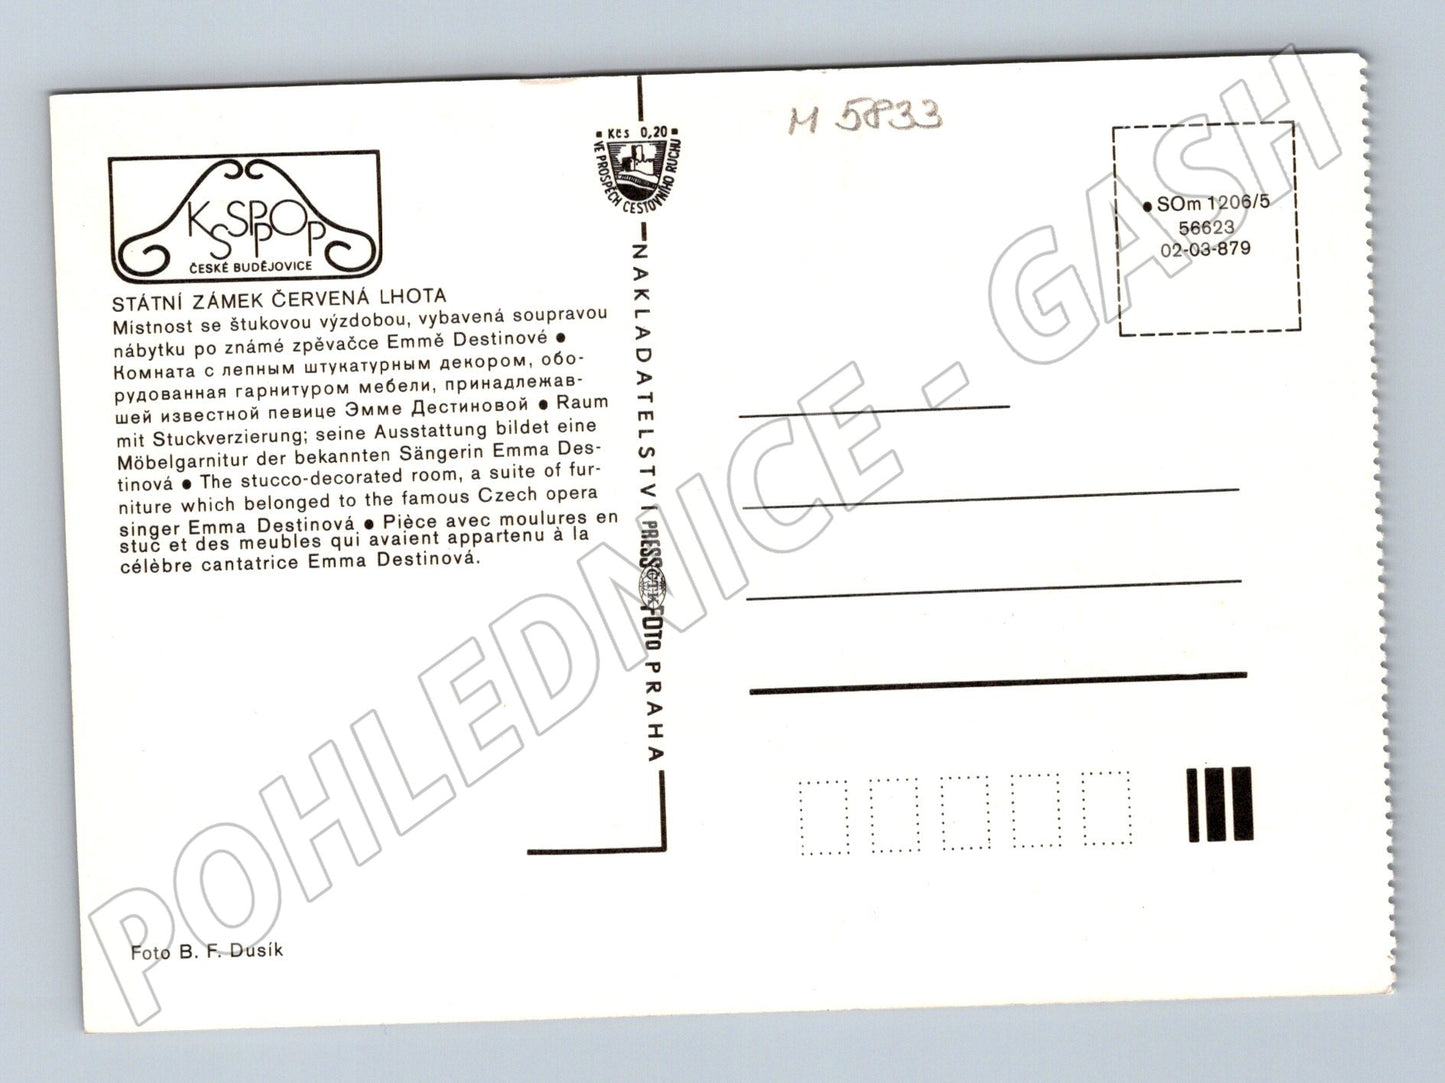 KSSPPOP
ČESKÉ BUDĚJOVICE
STÁTNÍ ZÁMEK ČERVENÁ LHOTA
Místnost se štukovou výzdobou, vybavená soupravou
nábytku po známé zpěvačce Emmě Destinové ●
Комната с лепным штукатурным декором, обо-
рудованная гарнитуром мебели, принадлежав-
шей известной певице Эмме Дестиновой ● Raum
mit Stuckverzierung; seine Ausstattung bildet eine
Möbelgarnitur der bekannten Sängerin Emma Des-
tinová ● The stucco-decorated room, a suite of fur-
niture which belonged to the famous Czech opera
singer Emma Destinová ● Pièce avec moulures en
stuc et des meubles qui avaient appartenu à la
célèbre cantatrice Emma Destinová.
Foto B. F. Dusík
Kčs 0,20
VE PROSPĚCH CESTOVNÍHO RUCHU
NAKLADATELSTVÍ PRESSFOTO PRAHA
ČTK
M 5833
● SOm 1206/5
56623
02-03-879
POHLEDNICE - GASH